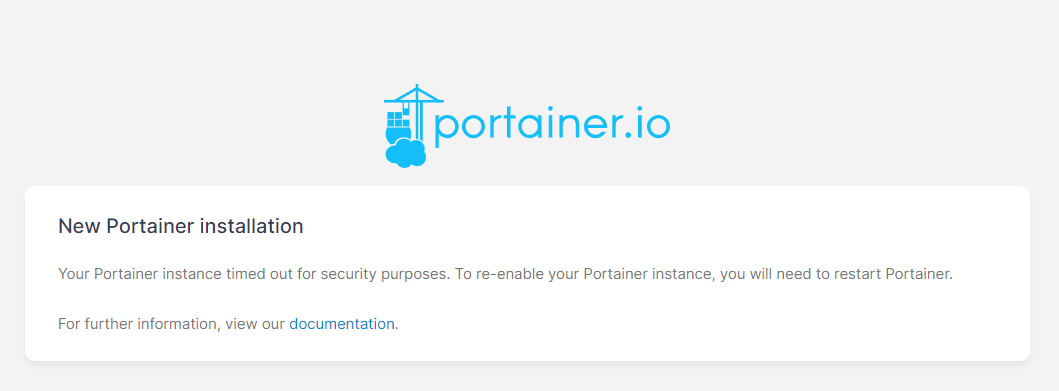 portainer.io
New Portainer installation
Your Portainer instance timed out for security purposes. To re-enable your Portainer instance, you will need to restart Portainer.
For further information, view our documentation.